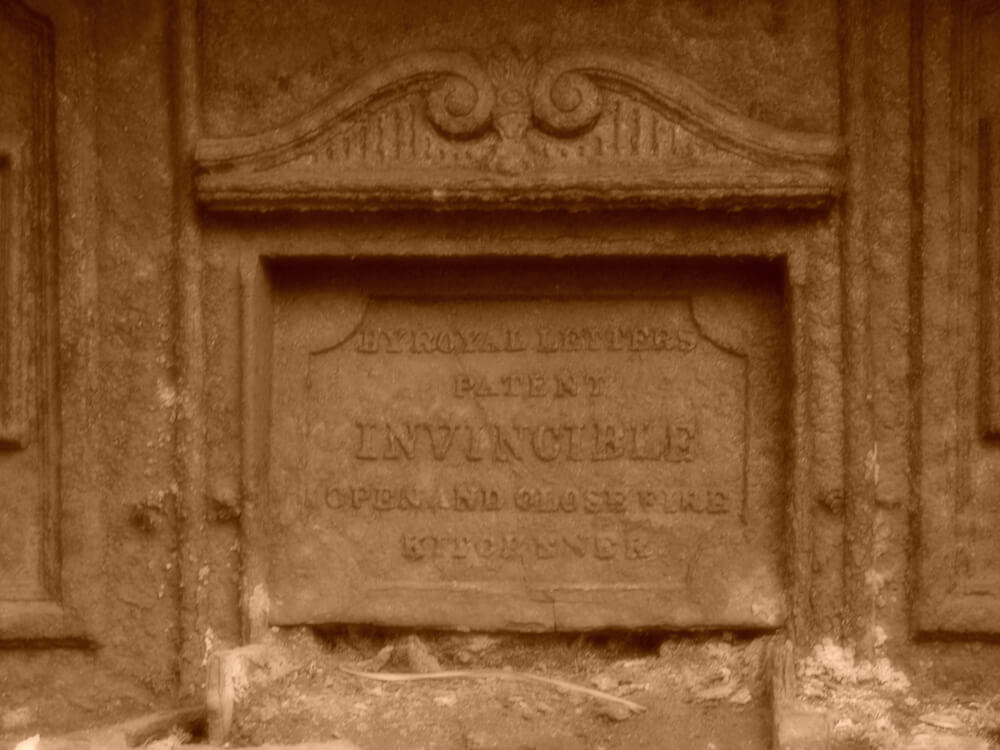 BY ROYAL LETTERS
PATENT
INVINCIBLE
OPEN AND CLOSE FIRE
KITCHENER